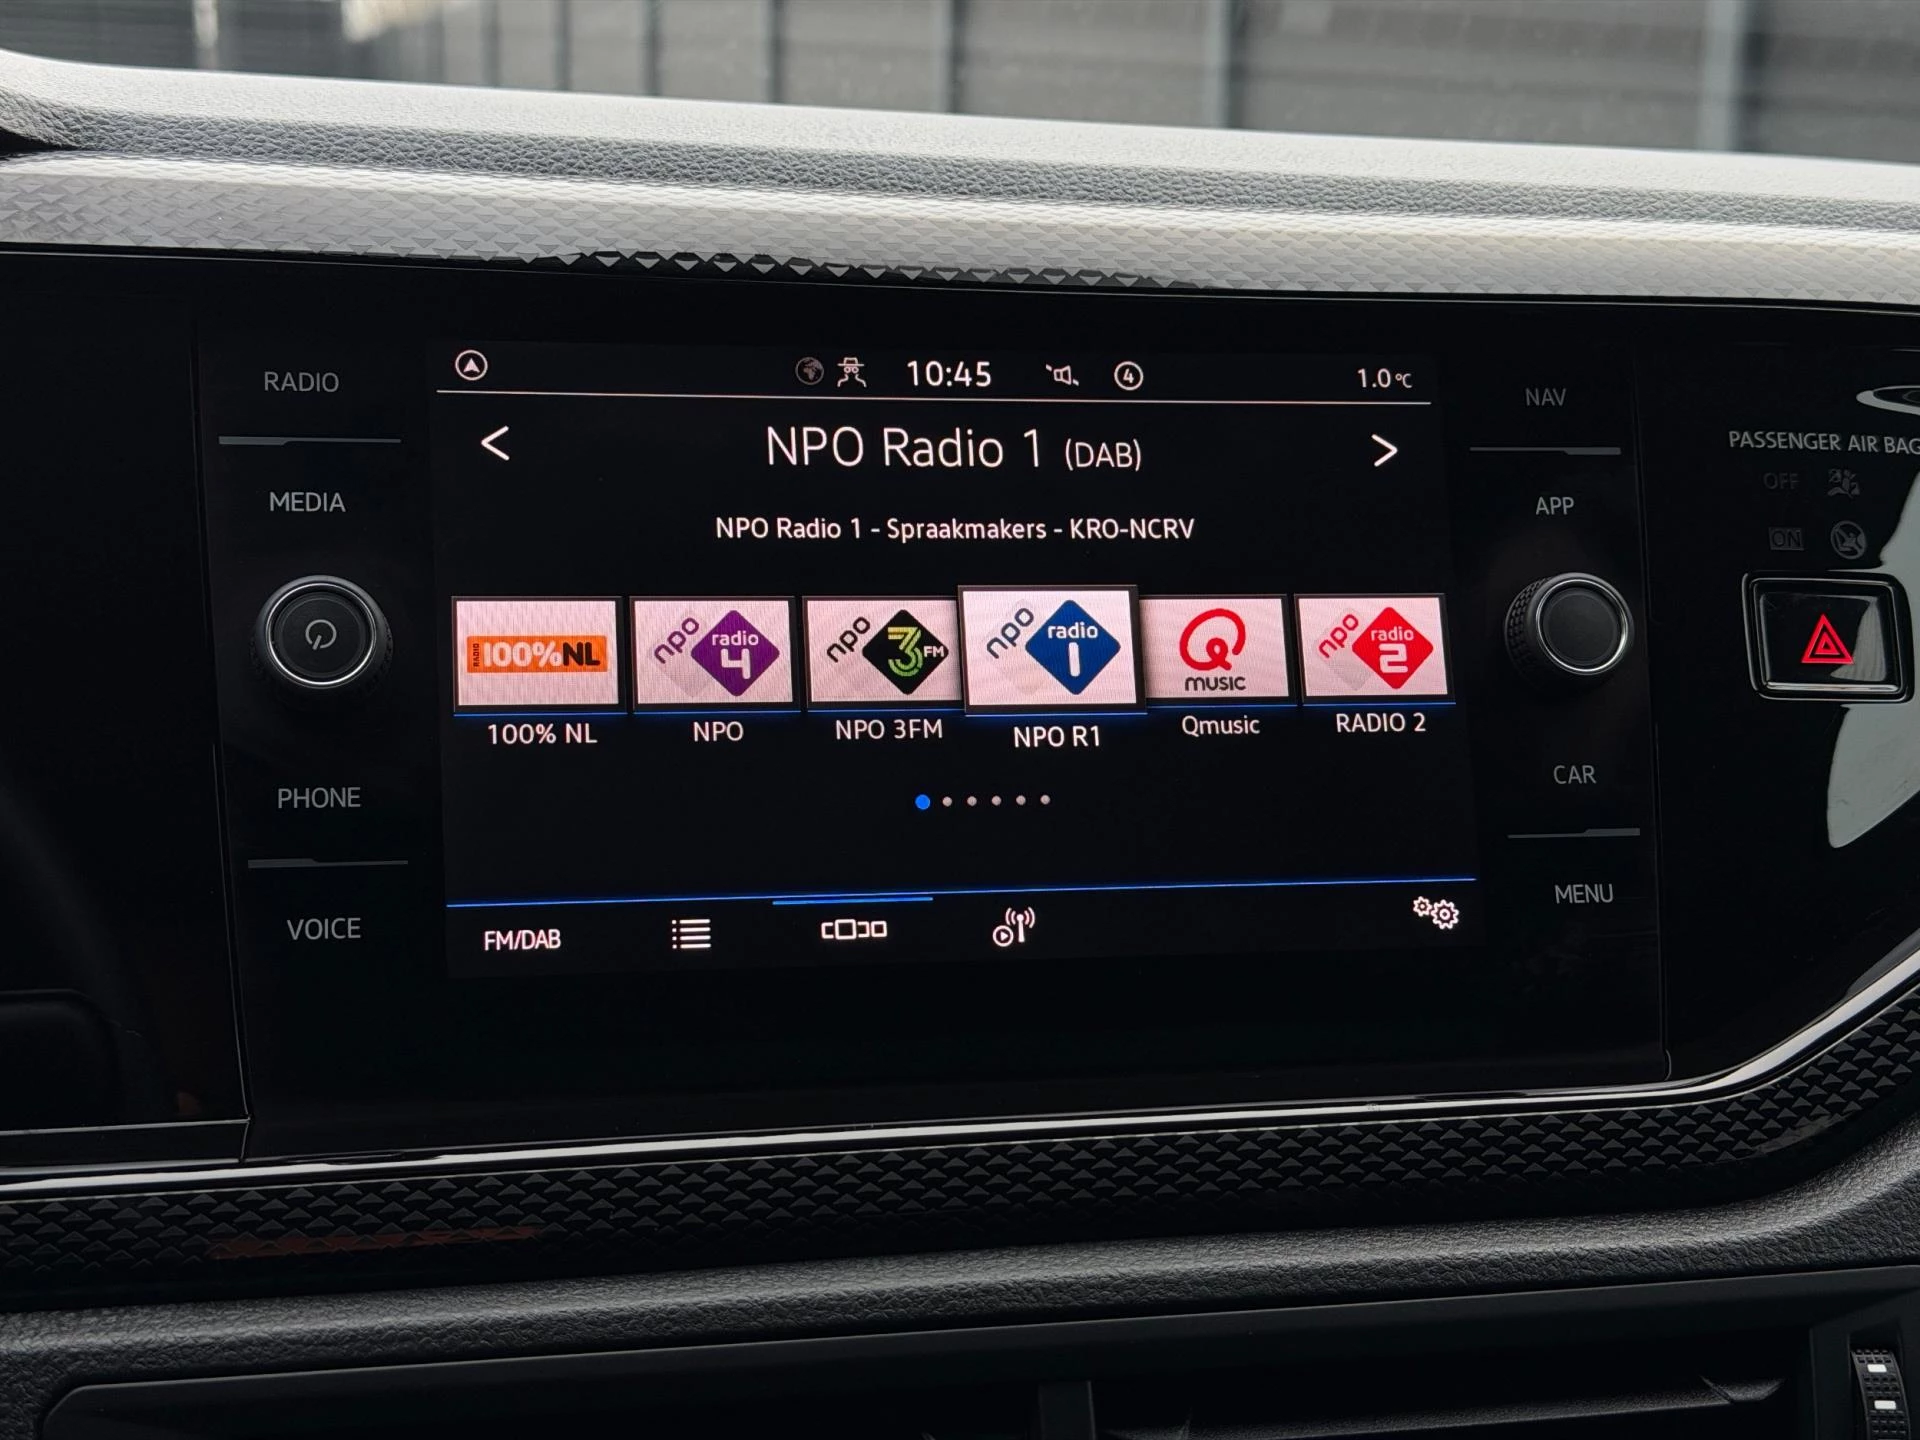 RADIO
MEDIA
PHONE
VOICE
10:45
4
1.0°C
NPO Radio 1 (DAB)
NPO Radio 1 - Spraakmakers - KRO-NCRV
RADIO 100%NL
npo radio 4
npo 3FM
npo radio 1
Q MUSIC
npo radio 2
100% NL
NPO
NPO 3FM
NPO R1
Qmusic
RADIO 2
FM/DAB
NAV
APP
CAR
MENU
PASSENGER AIR BAG
OFF
ON